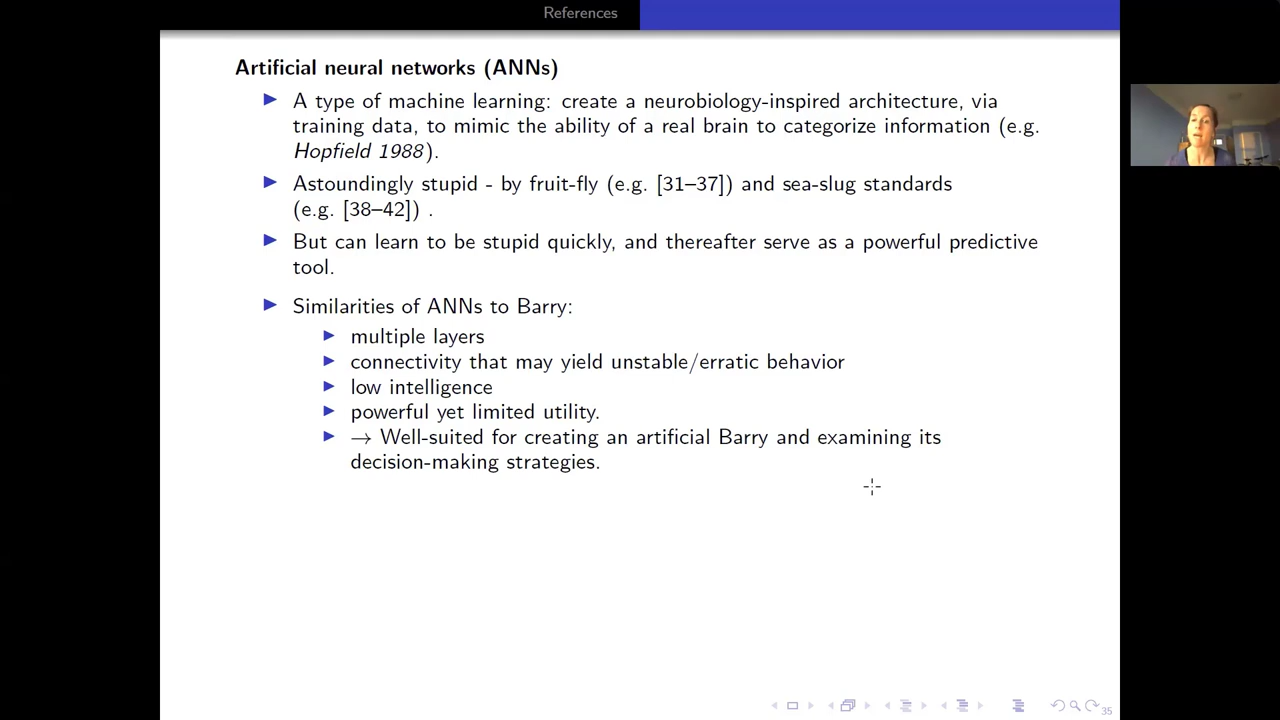 References
Artificial neural networks (ANNs)
A type of machine learning: create a neurobiology-inspired architecture, via
training data, to mimic the ability of a real brain to categorize information (e.g.
Hopfield 1988).
Astoundingly stupid - by fruit-fly (e.g. [31–37]) and sea-slug standards
(e.g. [38–42]) .
But can learn to be stupid quickly, and thereafter serve as a powerful predictive
tool.
Similarities of ANNs to Barry:
multiple layers
connectivity that may yield unstable/erratic behavior
low intelligence
powerful yet limited utility.
→ Well-suited for creating an artificial Barry and examining its
decision-making strategies.
35